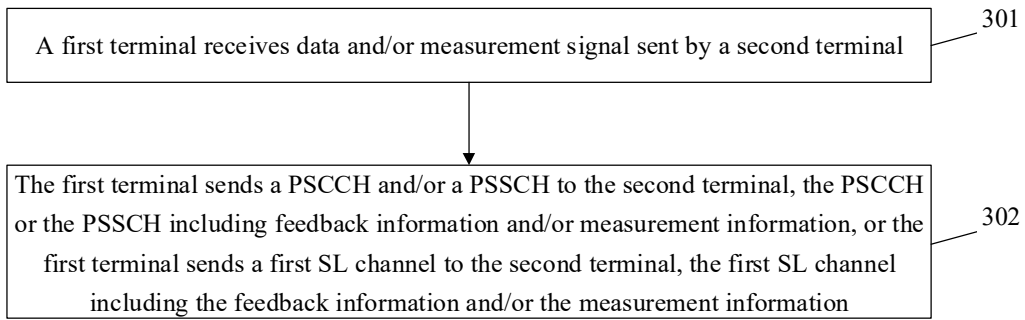 301
A first terminal receives data and/or measurement signal sent by a second terminal
The first terminal sends a PSCCH and/or a PSSCH to the second terminal, the PSCCH
or the PSSCH including feedback information and/or measurement information, or the
302
first terminal sends a first SL channel to the second terminal, the first SL channel
including the feedback information and/or the measurement information